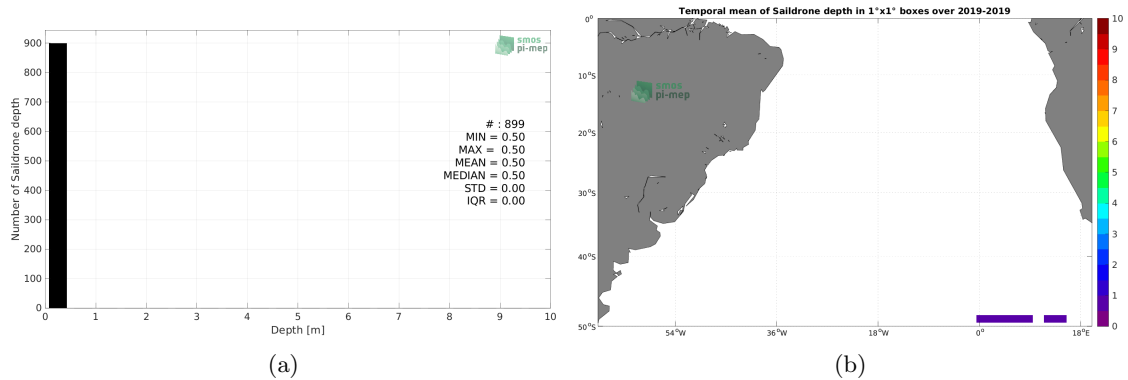 900
800
700
600
500
400
300
200
100
0
Number of Saildrone depth
smos
pi-mep
# : 899
MIN = 0.50
MAX = 0.50
MEAN = 0.50
MEDIAN = 0.50
STD = 0.00
IQR = 0.00
0 1 2 3 4 5 6 7 8 9 10
Depth [m]
(a)
Temporal mean of Saildrone depth in 1°x1° boxes over 2019-2019
0°
10°S
20°S
30°S
40°S
50°S
smos
pi-mep
54°W 36°W 18°W 0° 18°E
10
9
8
7
6
5
4
3
2
1
0
(b)